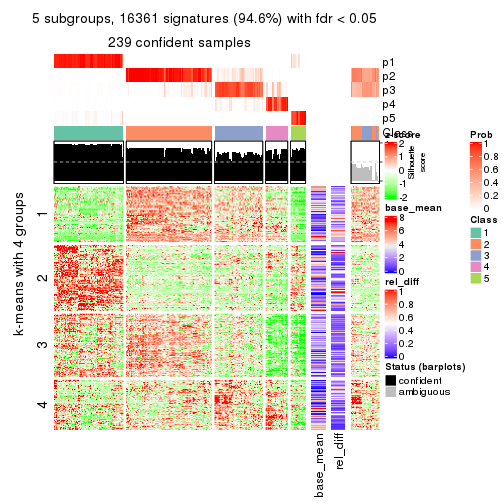 5 subgroups, 16361 signatures (94.6%) with fdr < 0.05
239 confident samples
p1
p2
p3
p4
p5
Class
z-score
2
1
0
-1
-2
Silhouette
score
k-means with 4 groups
1
2
3
4
base_mean
8
6
4
2
0
rel_diff
1
0.8
0.6
0.4
0.2
0
Status (barplots)
confident
ambiguous
Prob
1
0.8
0.6
0.4
0.2
0
Class
1
2
3
4
5
base_mean
rel_diff